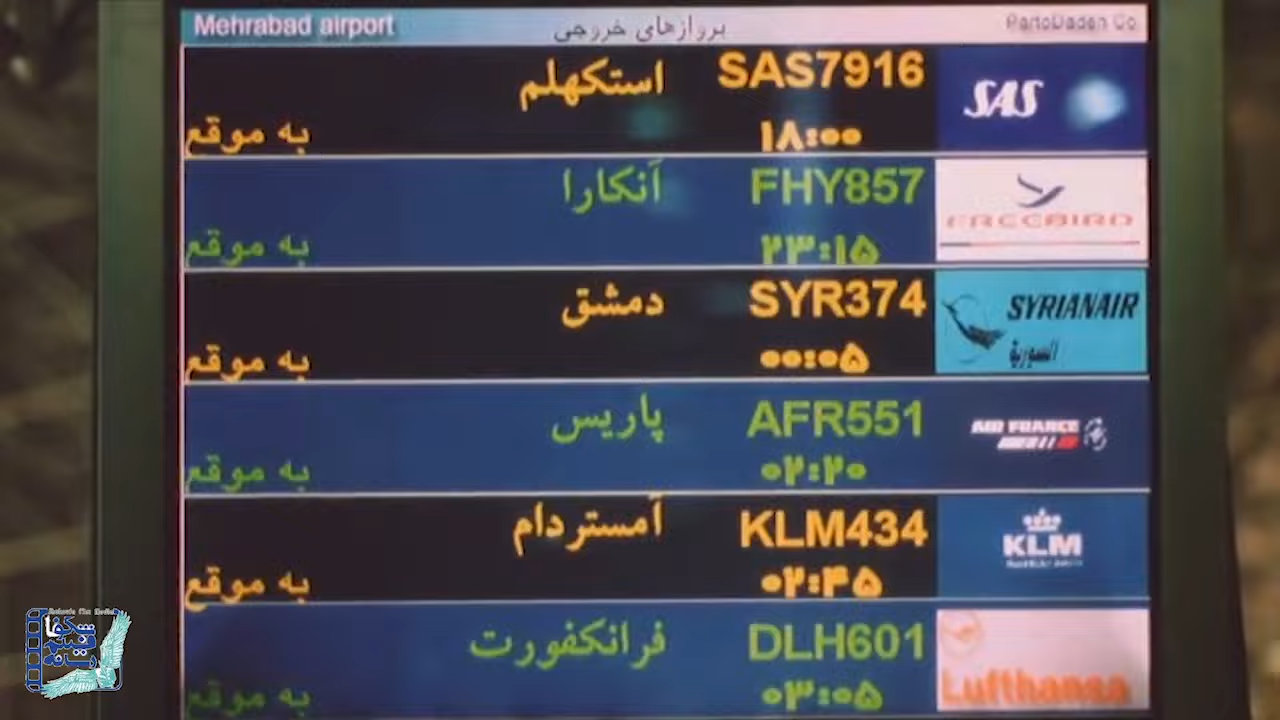 Mehrabad airport پروازهای خروجی PartoDaden Co
SAS SAS7916 استکهلم
۱۸:۰۰ به موقع
FREEBIRD FHY857 آنکارا
۲۳:۱۵ به موقع
SYRIANAIR السورية SYR374 دمشق
۰۰:۰۵ به موقع
AIR FRANCE AFR551 پاریس
۰۲:۲۰ به موقع
KLM KLM434 آمستردام
۰۲:۴۵ به موقع
Lufthansa DLH601 فرانکفورت
۰۳:۰۵ به موقع